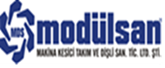 MDS modülsan®
MAKİNA KESİCİ TAKIM VE DİŞLİ SAN. TİC. LTD. ŞTİ.